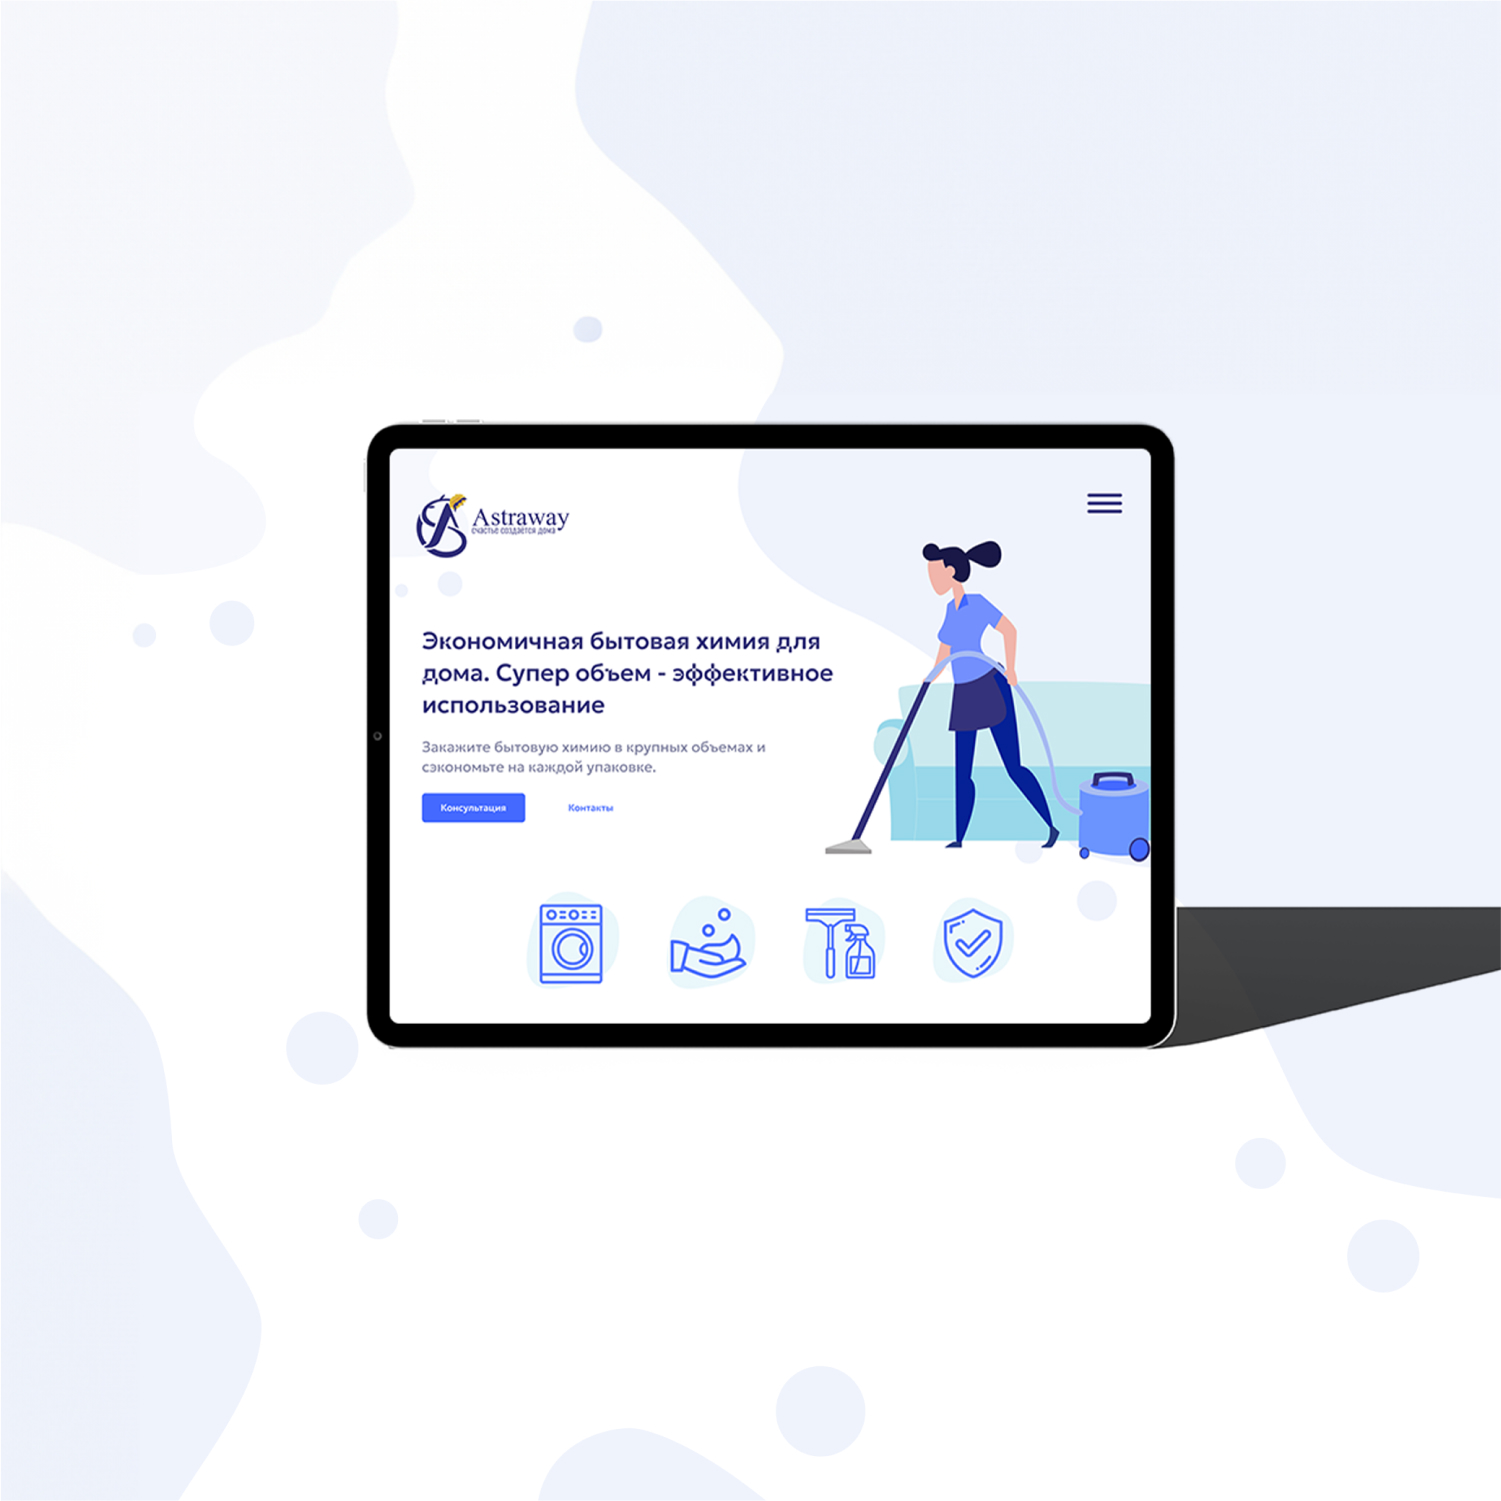 Astraway
счастье создается дома
Экономичная бытовая химия для
дома. Супер объем - эффективное
использование
Закажите бытовую химию в крупных объемах и
сэкономьте на каждой упаковке.
Консультация
Контакты